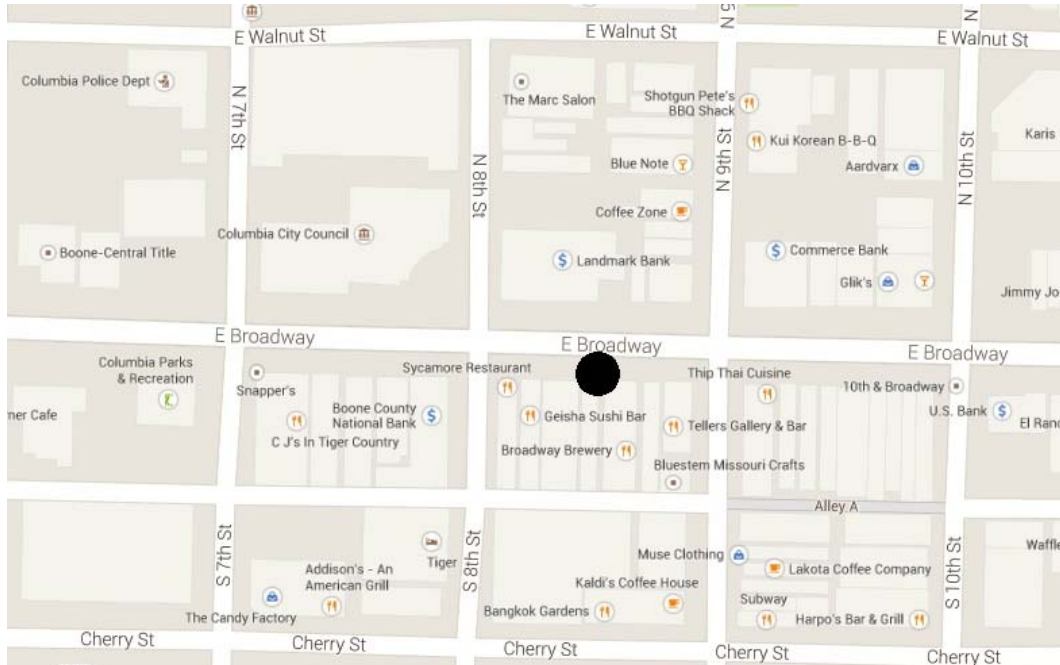 E Walnut St
E Walnut St
E Walnut St
N
Columbia Police Dept
N 7th St
The Marc Salon
Shotgun Pete's
BBQ Shack
Kui Korean B-B-Q
Aardvarx
Karis
N 8th St
Blue Note
N 9th St
N 10th St
Coffee Zone
Columbia City Council
Boone-Central Title
Landmark Bank
Commerce Bank
Glik's
Jimmy Jo
E Broadway
E Broadway
E Broadway
Columbia Parks
& Recreation
Sycamore Restaurant
Thip Thai Cuisine
Snapper's
10th & Broadway
ner Cafe
Boone County
National Bank
Geisha Sushi Bar
U.S. Bank
El Ranc
C J's In Tiger Country
Tellers Gallery & Bar
Broadway Brewery
Bluestem Missouri Crafts
Alley A
S 7th St
S 8th St
S 10th St
Tiger
Muse Clothing
Waffle
Addison's - An
American Grill
Kaldi's Coffee House
Lakota Coffee Company
The Candy Factory
Bangkok Gardens
Subway
Harpo's Bar & Grill
Cherry St
Cherry St
Cherry St
Cherry St
Cherry St